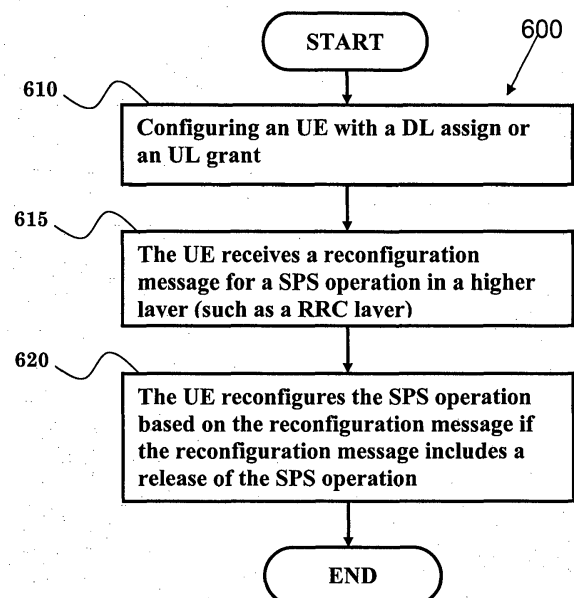 START
600
610
Configuring an UE with a DL assign or
an UL grant
615
The UE receives a reconfiguration
message for a SPS operation in a higher
layer (such as a RRC layer)
620
The UE reconfigures the SPS operation
based on the reconfiguration message if
the reconfiguration message includes a
release of the SPS operation
END